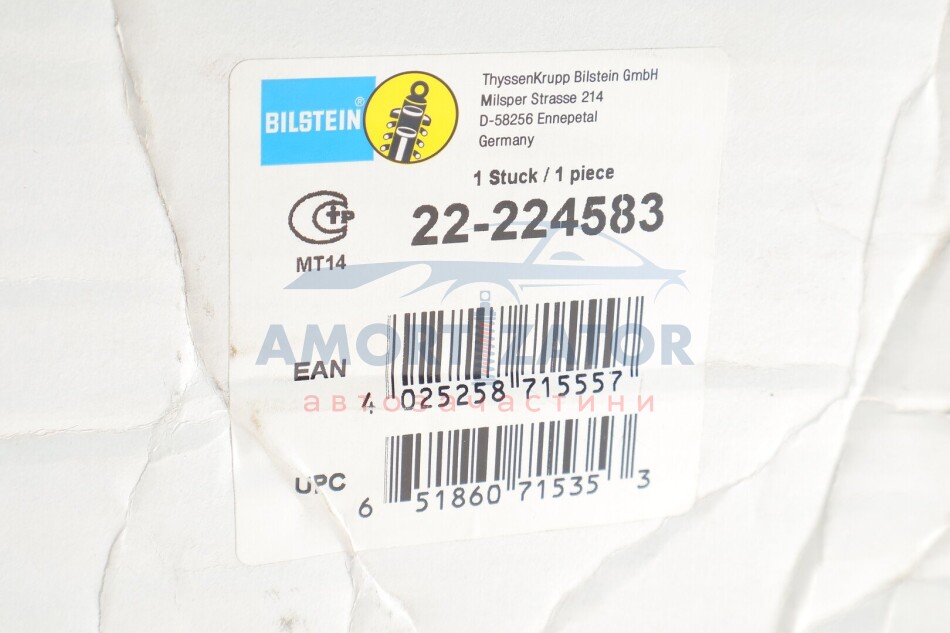 BILSTEIN®
ThyssenKrupp Bilstein GmbH
Milsper Strasse 214
D-58256 Ennepetal
Germany
1 Stuck / 1 piece
22-224583
MT14
AMORTIZATOR
автозачастини
EAN
4 025258 715557
UPC
6 51860 71535 3